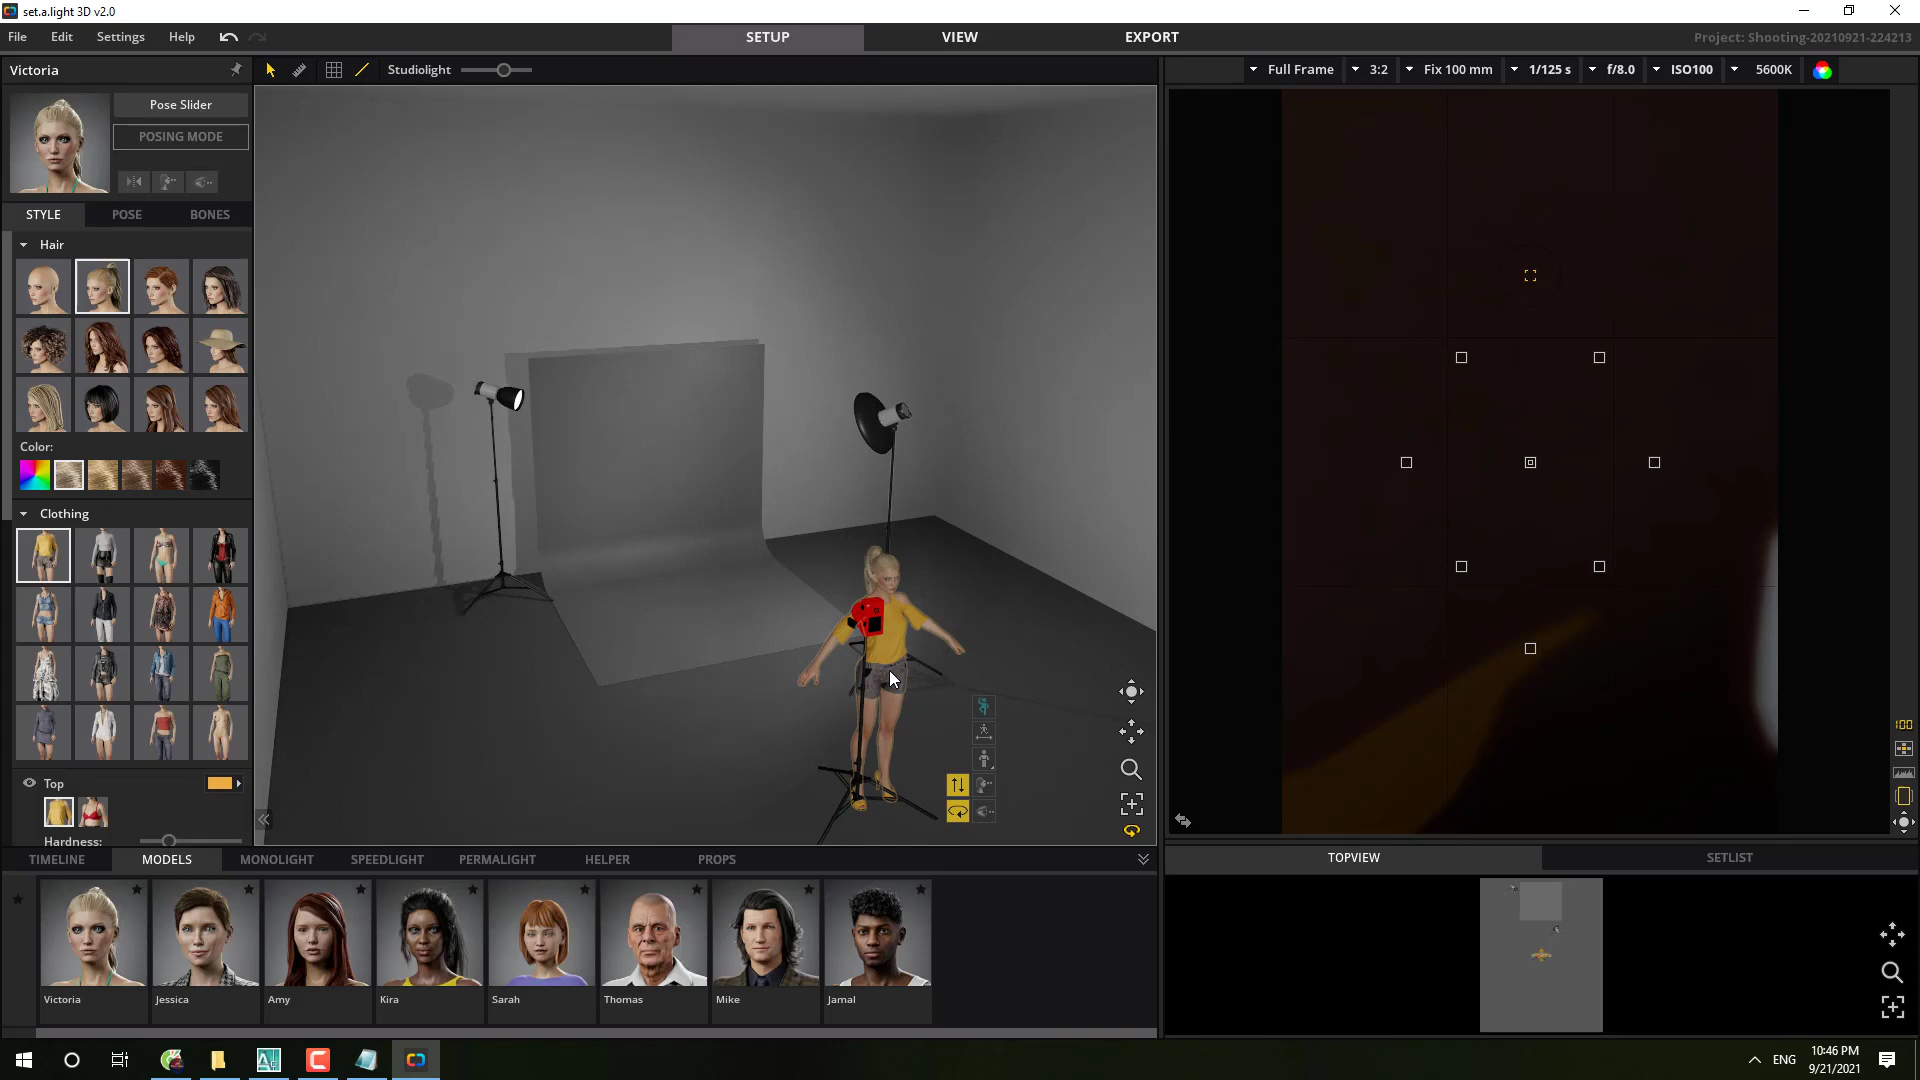 set.a.light 3D v2.0
File Edit Settings Help
SETUP VIEW EXPORT
Project: Shooting-20210921-224213
Victoria
Studiolight
Full Frame 3:2 Fix 100 mm 1/125 s f/8.0 ISO100 5600K
Pose Slider
POSING MODE
STYLE POSE BONES
Hair
Color:
Clothing
Top
Hardness:
100
TIMELINE MODELS MONOLIGHT SPEEDLIGHT PERMALIGHT HELPER PROPS
TOPVIEW SETLIST
Victoria Jessica Amy Kira Sarah Thomas Mike Jamal
ENG
10:46 PM
9/21/2021